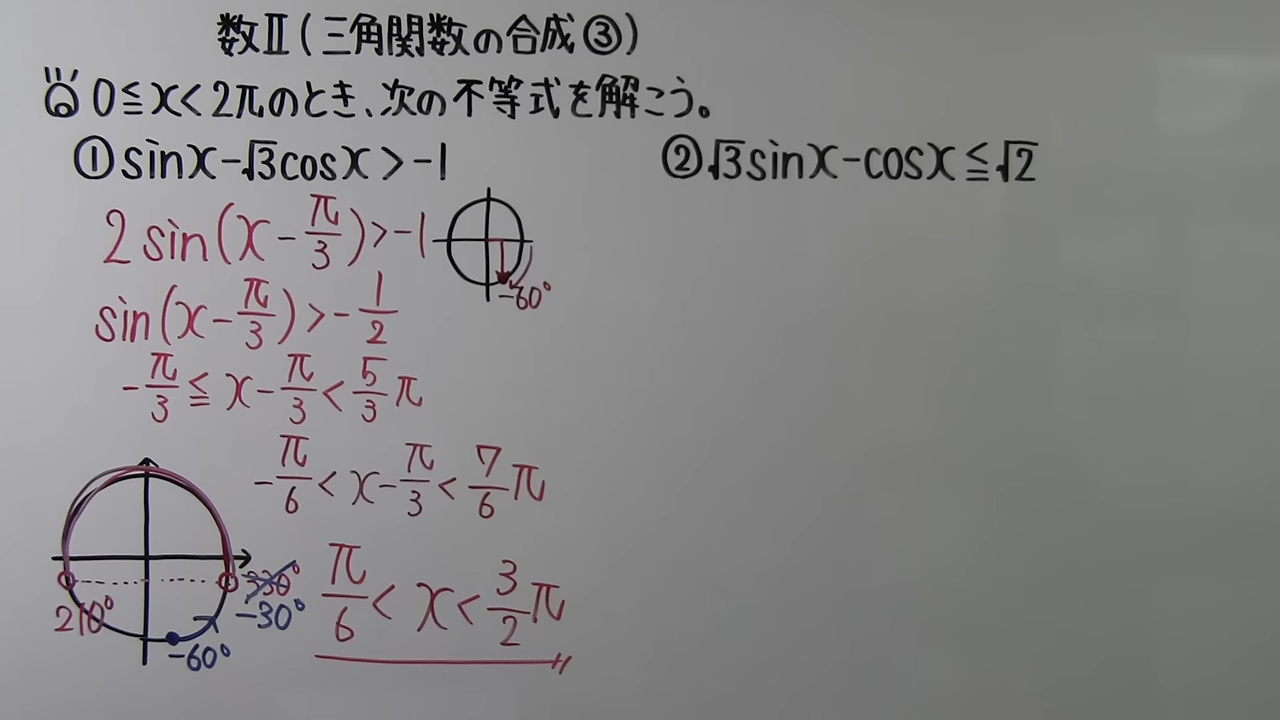 数Ⅱ(三角関数の合成③)
0≦x<2πのとき、次の不等式を解こう。
①sinx-√3cosx>-1
2sin(x-π/3)>-1
-60°
sin(x-π/3)>-1/2
-π/3≦x-π/3<5/3π
-π/6<x-π/3<7/6π
330°
210°
-30°
-60°
π/6<x<3/2π
②√3sinx-cosx≦√2